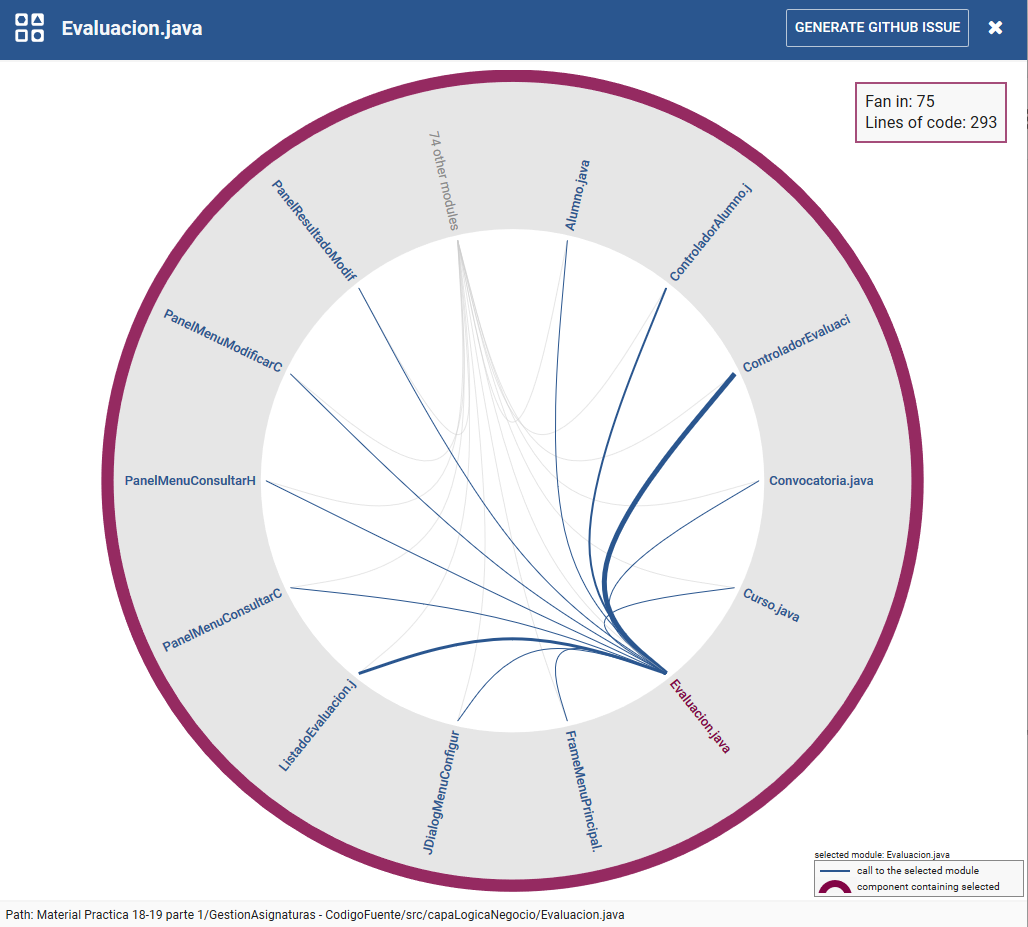 Evaluacion.java
GENERATE GITHUB ISSUE
Fan in: 75
Lines of code: 293
74 other modules
Alumno.java
ControladorAlumno.j
ControladorEvaluaci
Convocatoria.java
Curso.java
Evaluacion.java
FrameMenuPrincipal.
JDialogMenuConfigur
ListadoEvaluacion.j
PanelMenuConsultarC
PanelMenuConsultarH
PanelMenuModificarC
PanelResultadoModif
selected module: Evaluacion.java
call to the selected module
component containing selected
Path: Material Practica 18-19 parte 1/GestionAsignaturas - CodigoFuente/src/capaLogicaNegocio/Evaluacion.java